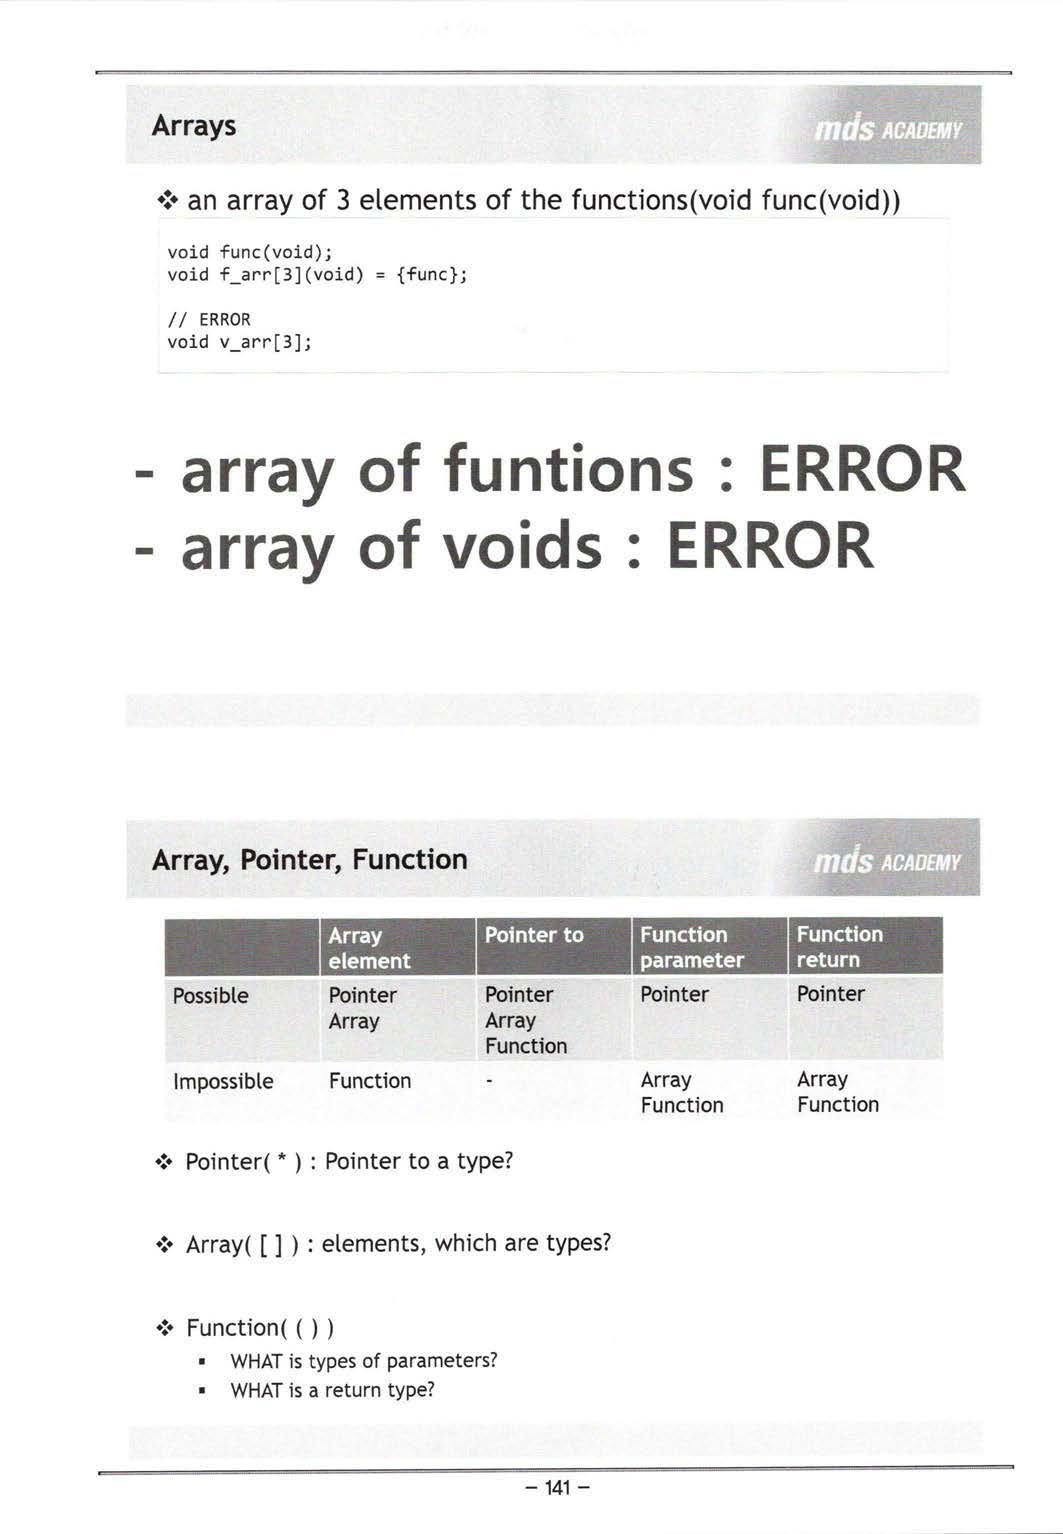 Arrays
mds ACADEMY
❖ an array of 3 elements of the functions(void func(void))
void func(void);
void f_arr[3](void) = {func};
// ERROR
void v_arr[3];
- array of funtions : ERROR
- array of voids : ERROR
Array, Pointer, Function
mds ACADEMY
Array element Pointer to Function parameter Function return
Possible Pointer Array Pointer Array Function Pointer Pointer
Impossible Function - Array Function Array Function
❖ Pointer( * ) : Pointer to a type?
❖ Array( [ ] ) : elements, which are types?
❖ Function( ( ) )
▪ WHAT is types of parameters?
▪ WHAT is a return type?
– 141 –